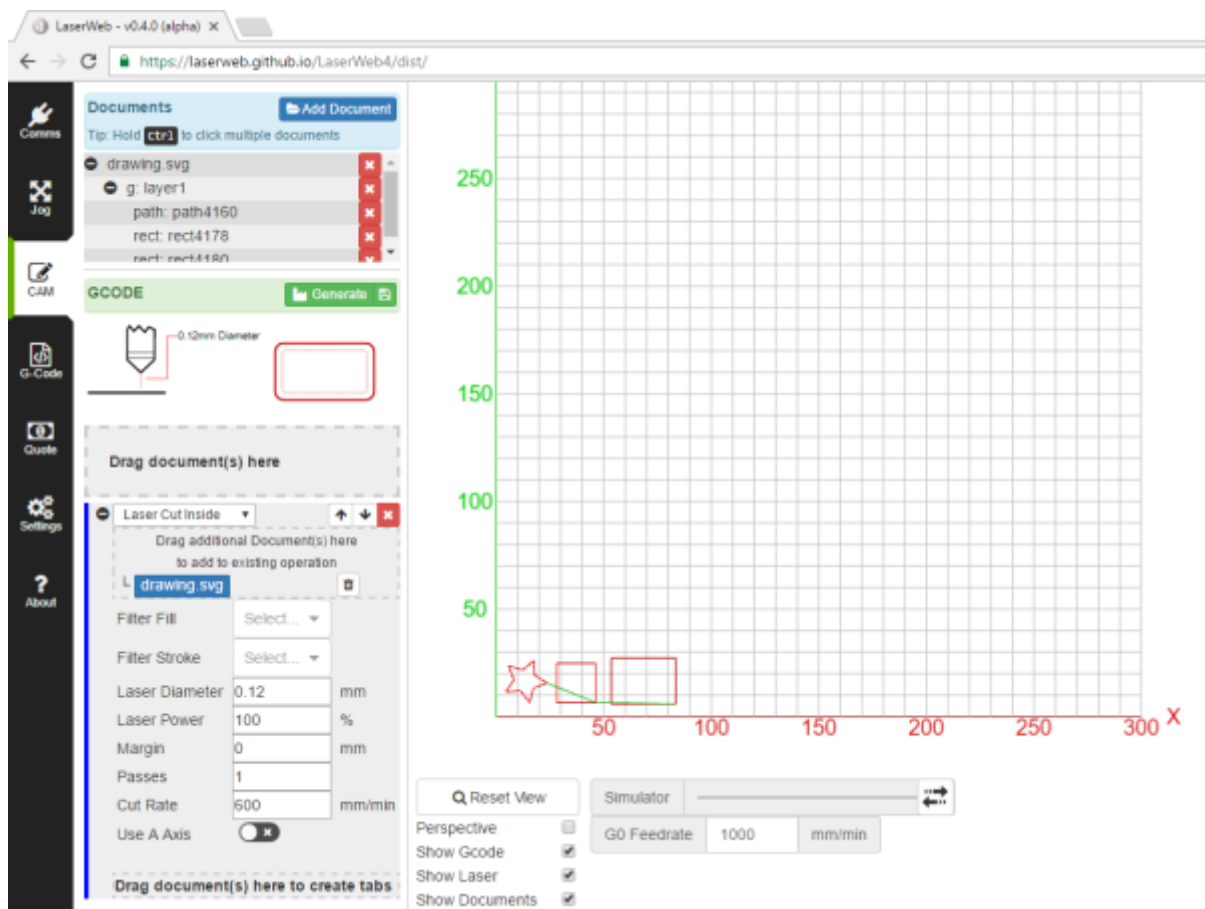 LaserWeb - v0.4.0 (alpha)
https://laserweb.github.io/LaserWeb4/dist/
Comms
Jog
CAM
G-Code
Quote
Settings
About
Documents
Add Document
Tip: Hold ctrl to click multiple documents
drawing.svg
g: layer1
path: path4160
rect: rect4178
rect: rect4180
GCODE
Generate
0.12mm Diameter
Drag document(s) here
Laser Cut Inside
Drag additional Document(s) here
to add to existing operation
drawing.svg
Filter Fill Select...
Filter Stroke Select...
Laser Diameter 0.12 mm
Laser Power 100 %
Margin 0 mm
Passes 1
Cut Rate 600 mm/min
Use A Axis
Drag document(s) here to create tabs
250
200
150
100
50
50 100 150 200 250 300 X
Reset View
Perspective
Show Gcode
Show Laser
Show Documents
Simulator
G0 Feedrate 1000 mm/min